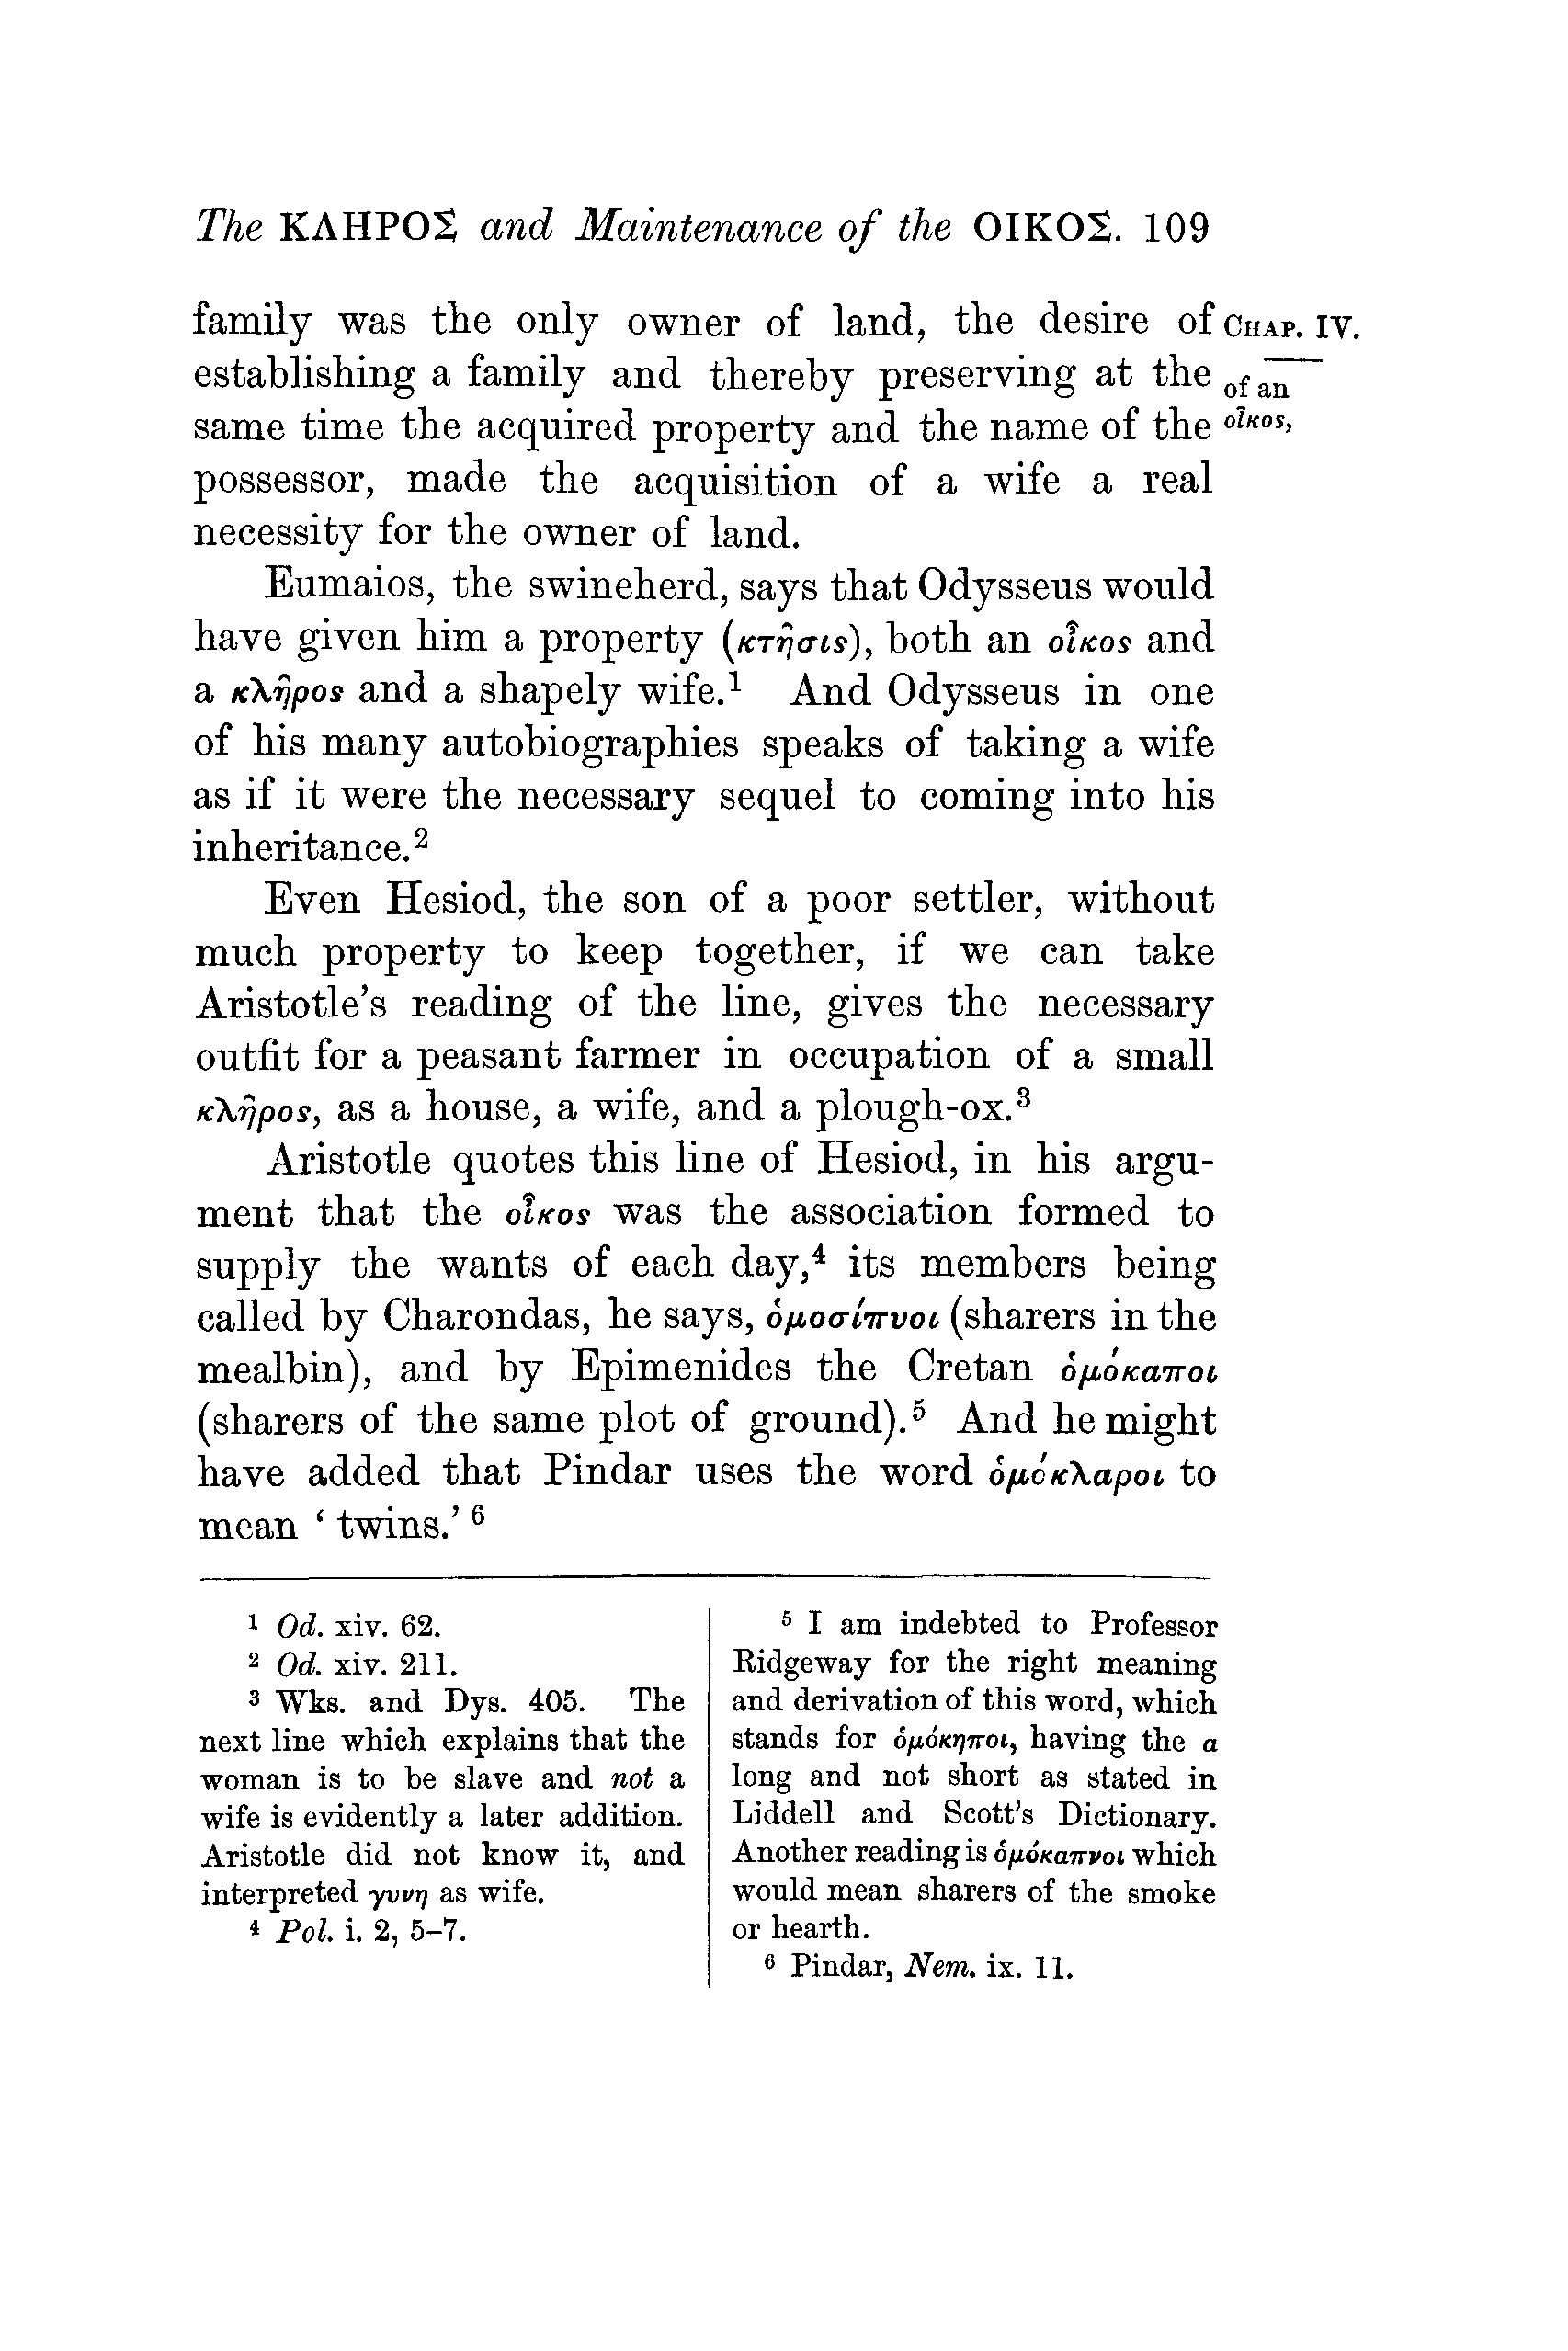 The ΚΛΗΡΟΣ and Maintenance of the ΟΙΚΟΣ. 109
family was the only owner of land, the desire of
establishing a family and thereby preserving at the
same time the acquired property and the name of the
possessor, made the acquisition of a wife a real
necessity for the owner of land.
CHAP. IV.
of an
οἶκος,
Eumaios, the swineherd, says that Odysseus would
have given him a property (κτῆσις), both an οἶκος and
a κλῆρος and a shapely wife.¹ And Odysseus in one
of his many autobiographies speaks of taking a wife
as if it were the necessary sequel to coming into his
inheritance.²
Even Hesiod, the son of a poor settler, without
much property to keep together, if we can take
Aristotle's reading of the line, gives the necessary
outfit for a peasant farmer in occupation of a small
κλῆρος, as a house, a wife, and a plough-ox.³
Aristotle quotes this line of Hesiod, in his argu-
ment that the οἶκος was the association formed to
supply the wants of each day,⁴ its members being
called by Charondas, he says, ὁμοσίπυοι (sharers in the
mealbin), and by Epimenides the Cretan ὁμόκαποι
(sharers of the same plot of ground).⁵ And he might
have added that Pindar uses the word ὁμόκλαροι to
mean ‘ twins.’ ⁶
¹ Od. xiv. 62.
² Od. xiv. 211.
³ Wks. and Dys. 405. The
next line which explains that the
woman is to be slave and not a
wife is evidently a later addition.
Aristotle did not know it, and
interpreted γυνη as wife.
⁴ Pol. i. 2, 5–7.
⁵ I am indebted to Professor
Ridgeway for the right meaning
and derivation of this word, which
stands for ὁμόκηποι, having the α
long and not short as stated in
Liddell and Scott's Dictionary.
Another reading is ὁμόκαπνοι which
would mean sharers of the smoke
or hearth.
⁶ Pindar, Nem. ix. 11.